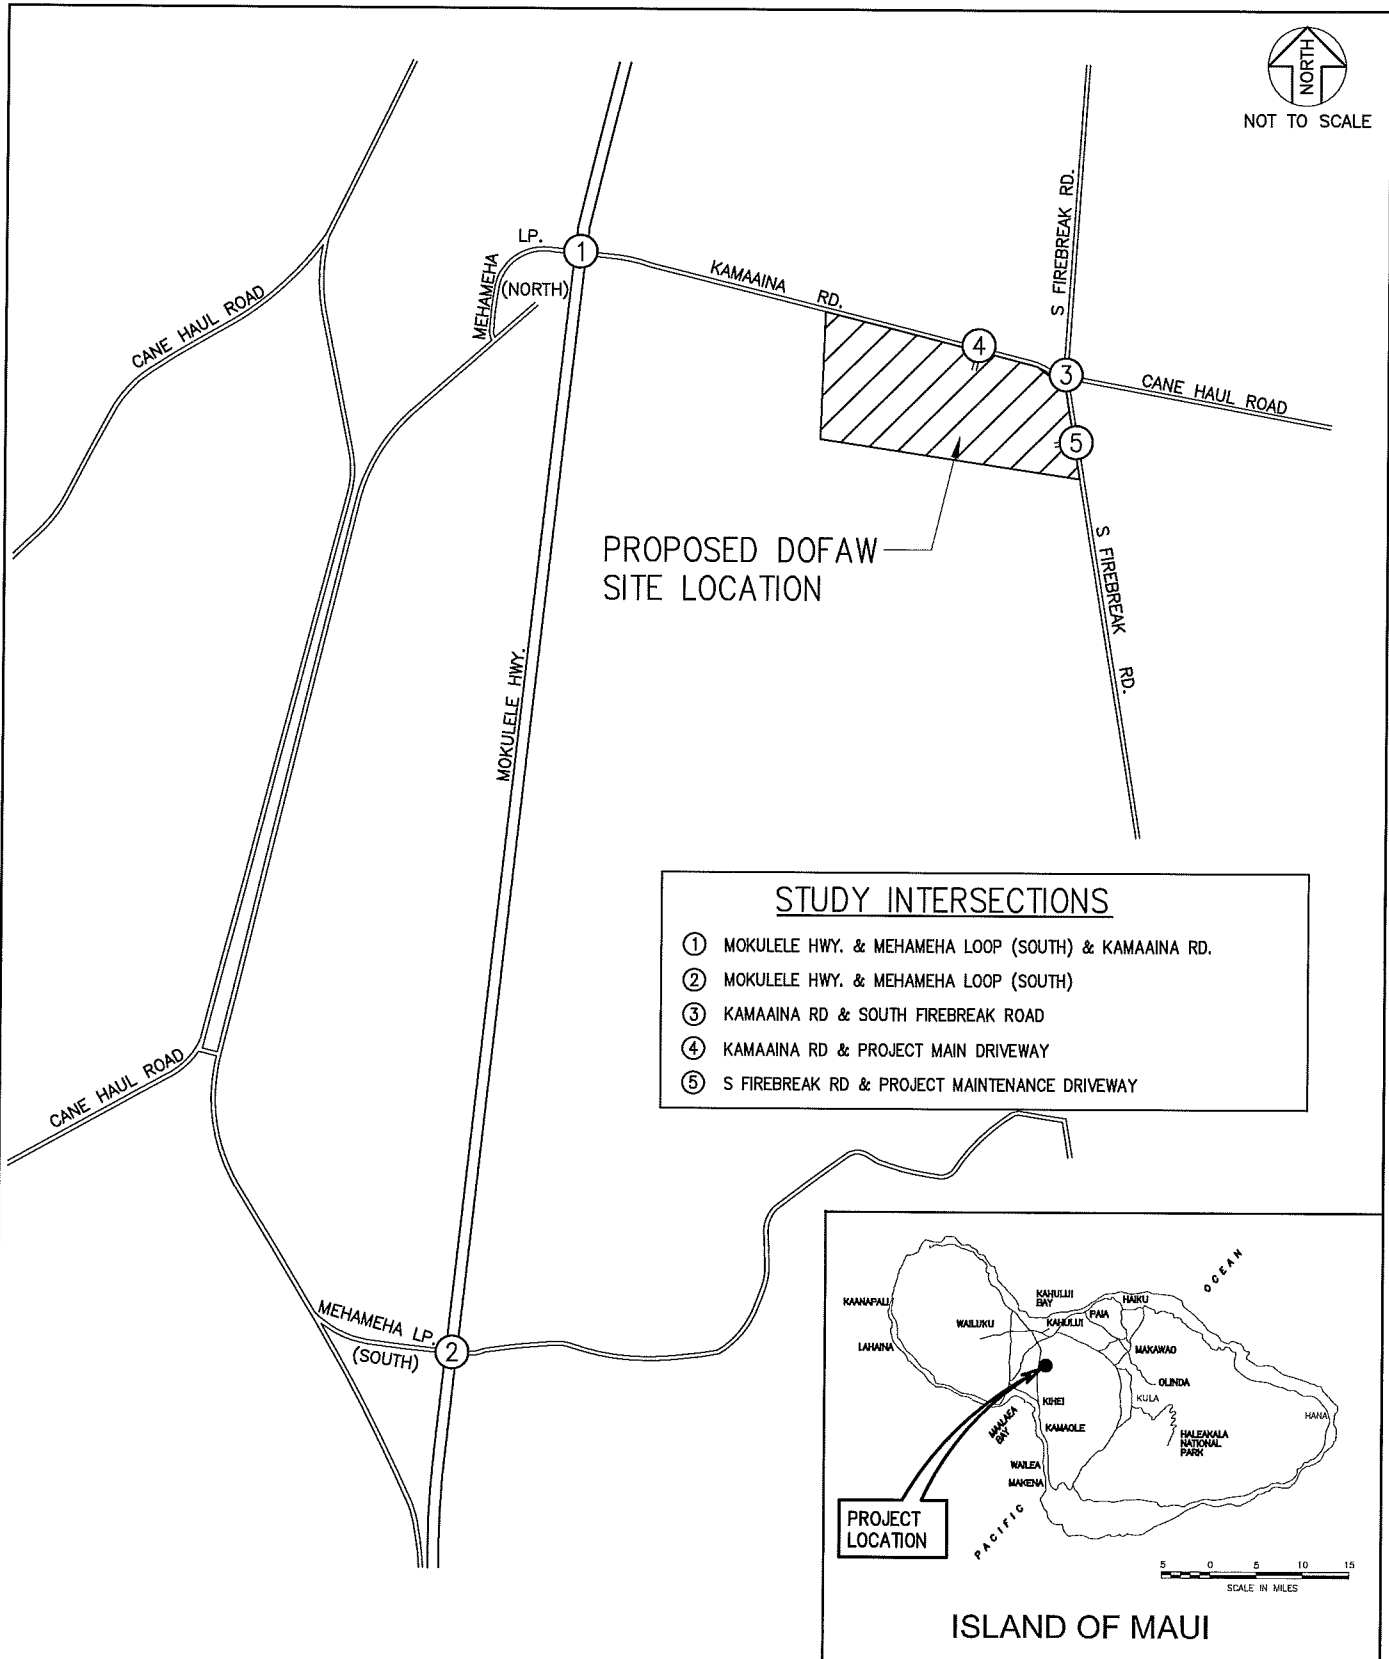 NORTH
NOT TO SCALE
S FIREBREAK RD.
MEHAMEHA LP.
(NORTH)
1
KAMAAINA RD.
CANE HAUL ROAD
4
3
CANE HAUL ROAD
5
PROPOSED DOFAW
SITE LOCATION
S FIREBREAK RD.
MOKULELE HWY.
STUDY INTERSECTIONS
1 MOKULELE HWY. & MEHAMEHA LOOP (SOUTH) & KAMAAINA RD.
2 MOKULELE HWY. & MEHAMEHA LOOP (SOUTH)
3 KAMAAINA RD & SOUTH FIREBREAK ROAD
4 KAMAAINA RD & PROJECT MAIN DRIVEWAY
5 S FIREBREAK RD & PROJECT MAINTENANCE DRIVEWAY
CANE HAUL ROAD
MEHAMEHA LP.
(SOUTH)
2
OCEAN
KAANAPALI
KAHULUI
BAY
HAIKU
PAIA
WAILUKU
KAHULUI
LAHAINA
MAKAWAO
OLINDA
KULA
KIHEI
HANA
MAALAEA
BAY
KAMAOLE
HALEAKALA
NATIONAL
PARK
WAILEA
MAKENA
PROJECT
LOCATION
PACIFIC
5 0 5 10 15
SCALE IN MILES
ISLAND OF MAUI